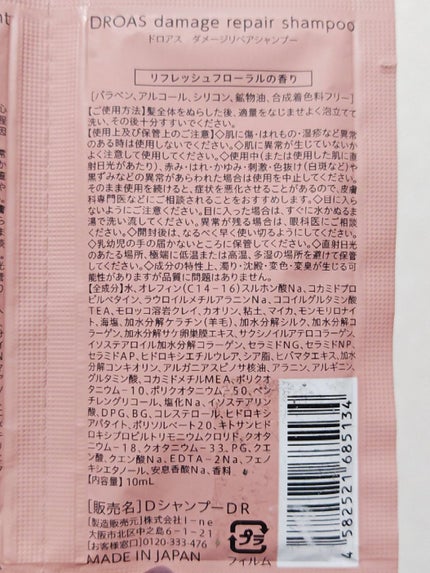 DROAS damage repair shampoo
ドロアス ダメージリペアシャンプー
リフレッシュフローラルの香り
[パラベン、アルコール、シリコン、鉱物油、合成着色料フリー]
【ご使用方法】髪全体をぬらした後、適量をなじませよく泡立てて
洗い、その後十分すすいでください。
【使用上及び保管上のご注意】◇肌に傷・はれもの・湿疹など異常
のある時は使用しないでください。◇肌に異常が生じていないか
よく注意して使用してください。◇使用中(または使用した肌に直
射日光があたり)、赤み・はれ・かゆみ・刺激・色抜け(白斑など)や
黒ずみなどの異常があらわれた場合は使用を中止してください。
そのまま使用を続けると、症状を悪化させることがあるので、皮膚
科専門医などにご相談されることをおすすめします。◇目に入ら
ないようにご注意ください。目に入った場合は、すぐに水かぬるま
湯で洗い流してください。異常が残る場合は、眼科医にご相談く
ださい。◇開封後は、なるべく早く使い切るようにしてください。
◇乳幼児の手の届かないところに保管してください。◇直射日光
のあたる場所、極端に低温または高温、多湿の場所を避けて保管
してください。◇成分の特性上、濁り・沈殿・変色・変臭が生じる可
能性がありますが品質に問題はありません。
【全成分】水、オレフィン(C14-16)スルホン酸Na、コカミドプロ
ピルベタイン、ラウロイルメチルアラニンNa、ココイルグルタミン酸
TEA、モロッコ溶岩クレイ、カオリン、粘土、マイカ、モンモリロナイ
ト、海塩、加水分解ケラチン(羊毛)、加水分解シルク、加水分解コラ
ーゲン、加水分解サケ卵巣膜エキス、サクシノイルアテロコラーゲン、
イソステアロイル加水分解コラーゲン、セラミドNG、セラミドNP、
セラミドAP、ヒドロキシエチルウレア、シア脂、ヒバマタエキス、加水
分解コンキオリン、アルガニアスピノサ核油、アラニン、アルギニン、
グルタミン酸、コカミドメチルMEA、ポリクオ
タニウム-10、ポリクオタニウム-50、ペン
チレングリコール、塩化Na、イソステアリン
酸、DPG、BG、コレステロール、ヒドロキシ
アパタイト、ポリソルベート20、キトサンヒド
ロキシプロピルトリモニウムクロリド、クオタ
ニウム-18、クオタニウム-33、PG、クエ
ン酸、クエン酸Na、EDTA-2Na、フェノ
キシエタノール、安息香酸Na、香料
【内容量】10mL
[販売名]DシャンプーDR
[製造販売元]株式会社I-ne
大阪市北区中之島6-1-21
[お客様窓口]0120-333-476
MADE IN JAPAN
プラ
フィルム
4 582521 685134